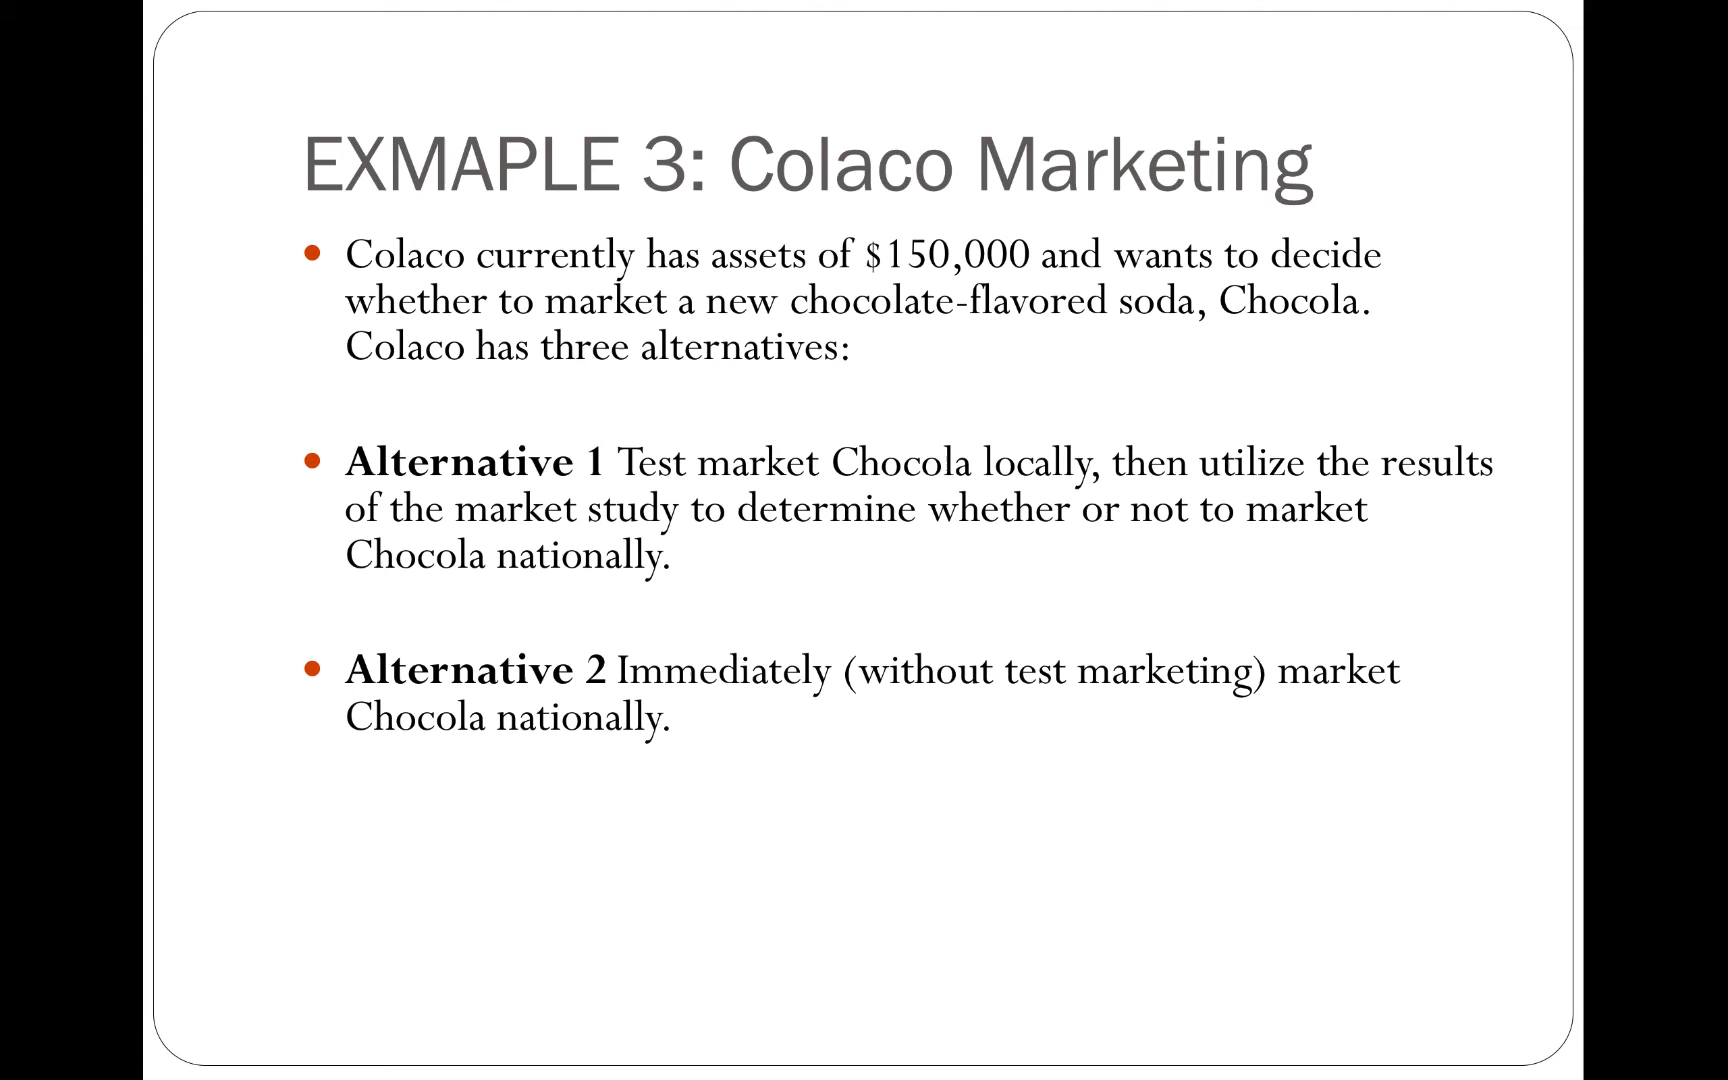 EXMAPLE 3: Colaco Marketing
Colaco currently has assets of $150,000 and wants to decide
whether to market a new chocolate-flavored soda, Chocola.
Colaco has three alternatives:
Alternative 1 Test market Chocola locally, then utilize the results
of the market study to determine whether or not to market
Chocola nationally.
Alternative 2 Immediately (without test marketing) market
Chocola nationally.